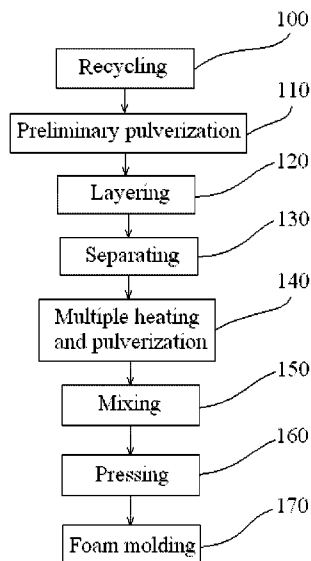 100
Recycling
110
Preliminary pulverization
120
Layering
130
Separating
140
Multiple heating
and pulverization
150
Mixing
160
Pressing
170
Foam molding